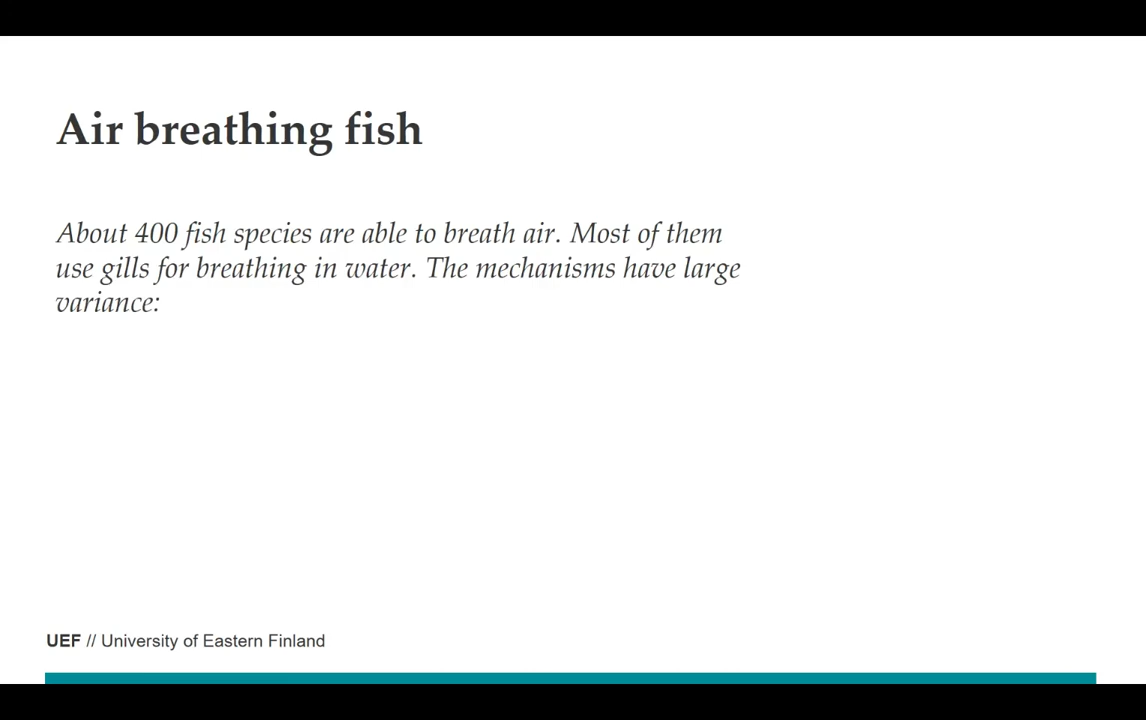 Air breathing fish
About 400 fish species are able to breath air. Most of them
use gills for breathing in water. The mechanisms have large
variance:
UEF // University of Eastern Finland